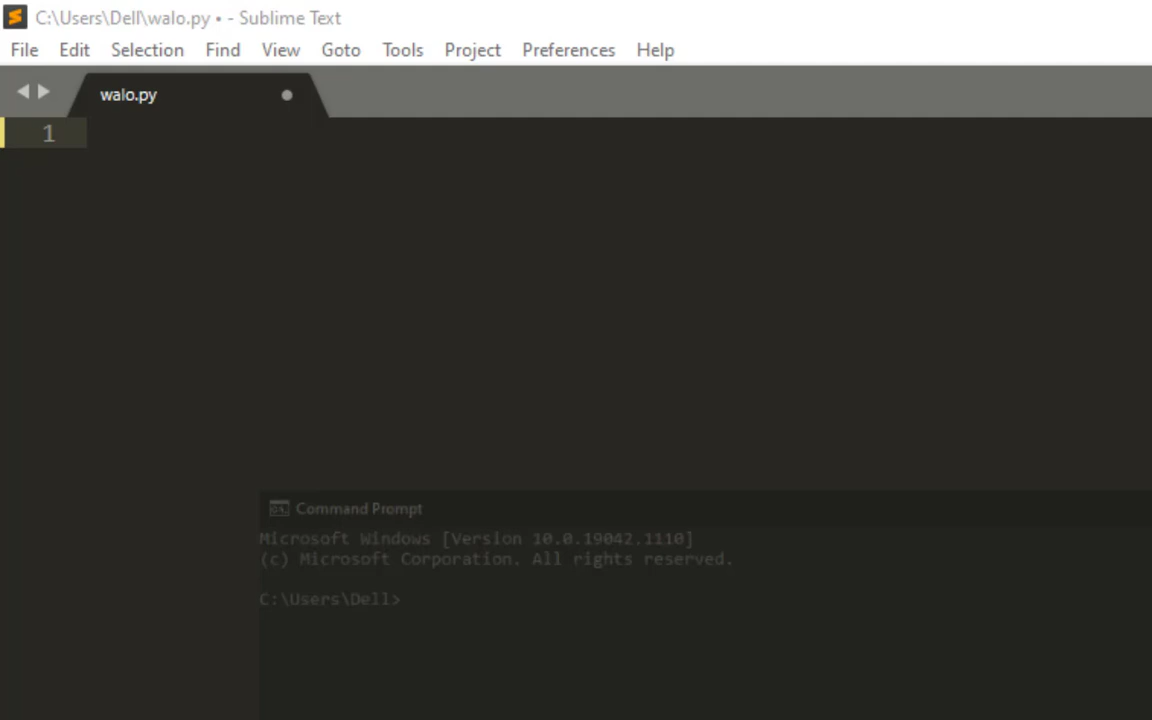 C:\Users\Dell\walo.py • - Sublime Text
File Edit Selection Find View Goto Tools Project Preferences Help
walo.py
1
Command Prompt
Microsoft Windows [Version 10.0.19042.1110]
(c) Microsoft Corporation. All rights reserved.
C:\Users\Dell>